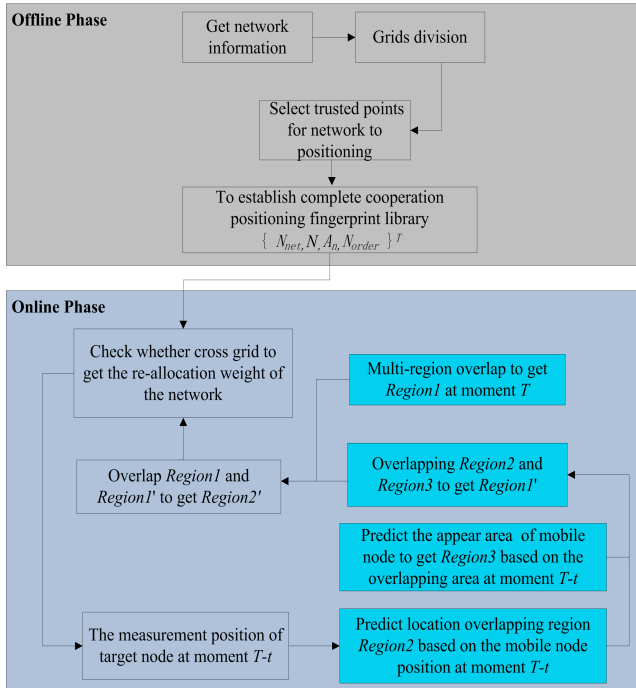 Offline Phase
Get network
information
Grids division
Select trusted points
for network to
positioning
To establish complete cooperation
positioning fingerprint library
{ N_net, N, A_n, N_order }^T
Online Phase
Check whether cross grid to
get the re-allocation weight of
the network
Multi-region overlap to get
Region1 at moment T
Overlap Region1 and
Region1' to get Region2'
Overlapping Region2 and
Region3 to get Region1'
Predict the appear area of mobile
node to get Region3 based on the
overlapping area at moment T-t
The measurement position of
target node at moment T-t
Predict location overlapping region
Region2 based on the mobile node
position at moment T-t